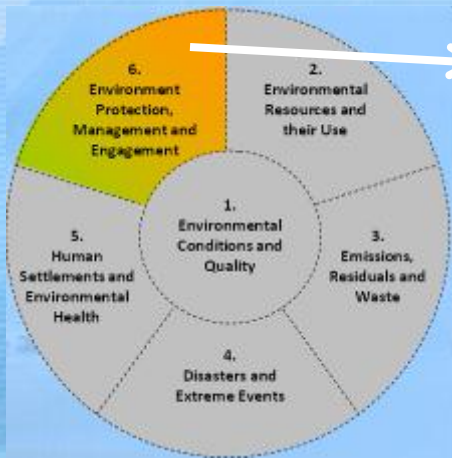 6.
Environment
Protection,
Management and
Engagement
2.
Environmental
Resources and
their Use
1.
Environmental
Conditions and
Quality
5.
Human
Settlements and
Environmental
Health
3.
Emissions,
Residuals and
Waste
4.
Disasters and
Extreme Events